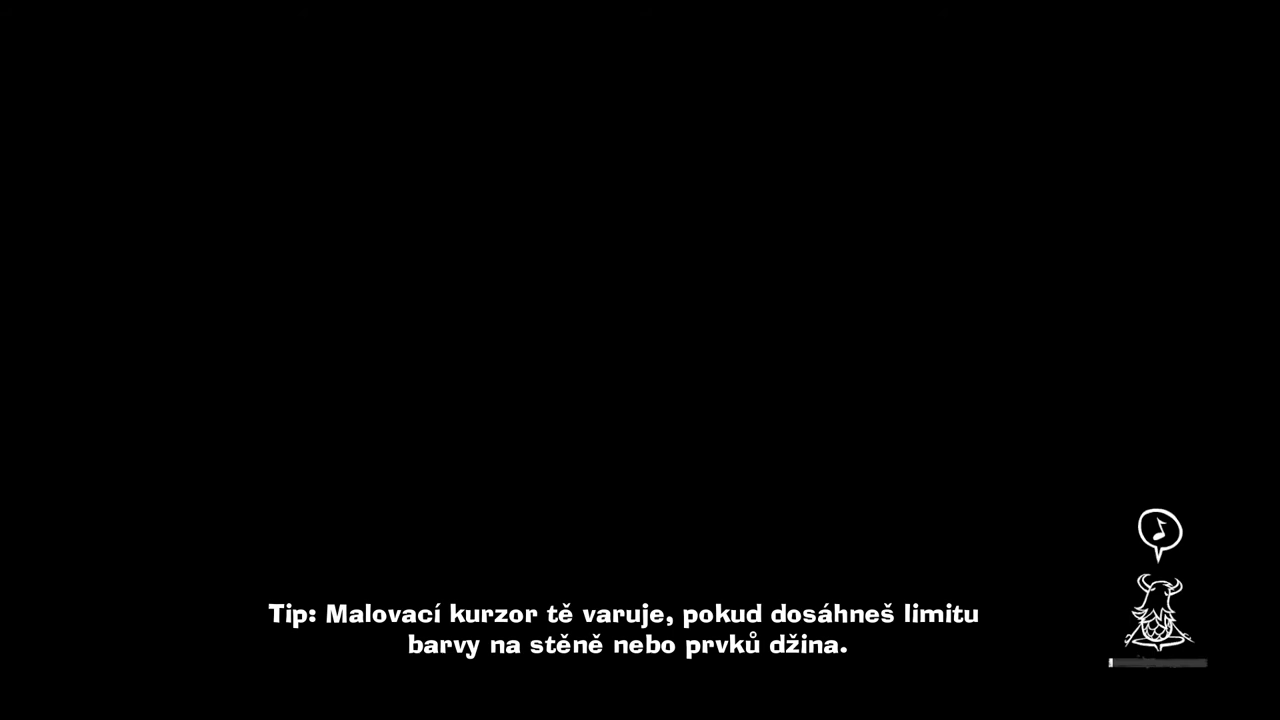 Tip: Malovací kurzor tě varuje, pokud dosáhneš limitu
barvy na stěně nebo prvků džina.